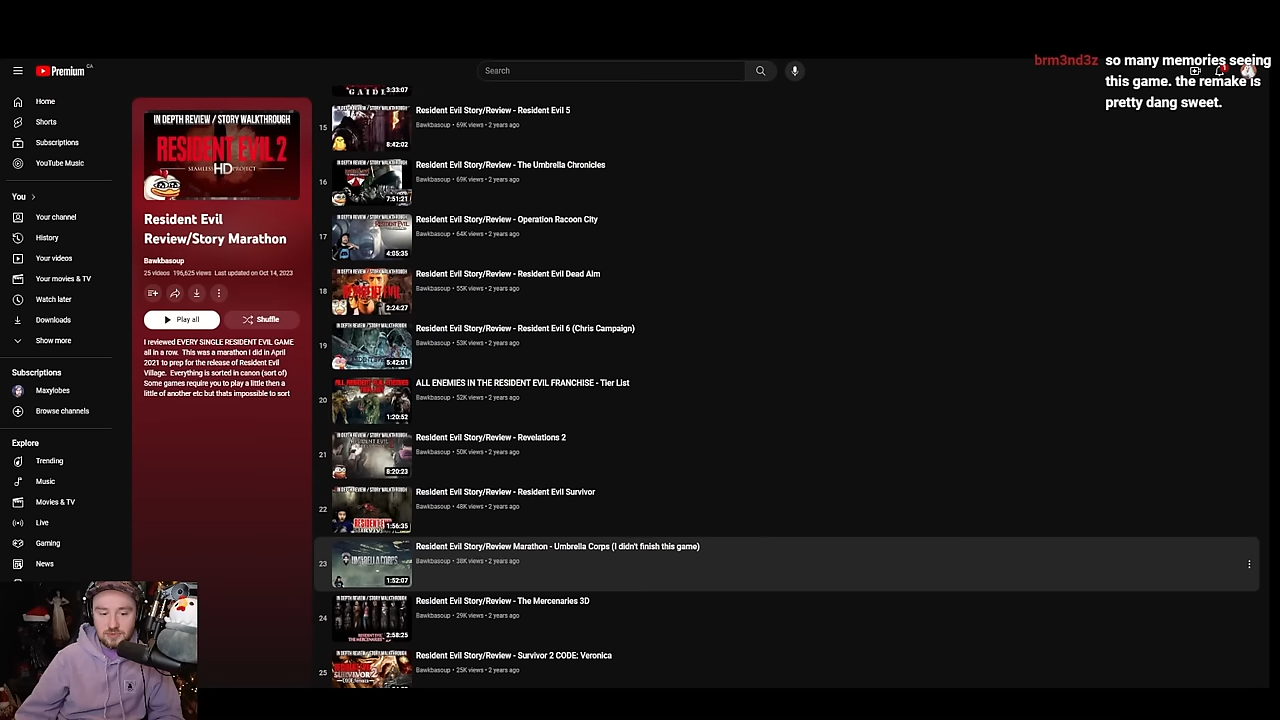 Premium CA
Search
brm3nd3z so many memories seeing
this game. the remake is
pretty dang sweet.
Home
Shorts
Subscriptions
YouTube Music
You
Your channel
History
Your videos
Your movies & TV
Watch later
Downloads
Show more
Subscriptions
Maxylobes
Browse channels
Explore
Trending
Music
Movies & TV
Live
Gaming
News
IN DEPTH REVIEW / STORY WALKTHROUGH
RESIDENT EVIL 2
SEAMLESS HD PROJECT
Resident Evil
Review/Story Marathon
Bawkbasoup
25 videos 196,625 views Last updated on Oct 14, 2023
Play all
Shuffle
I reviewed EVERY SINGLE RESIDENT EVIL GAME
all in a row. This was a marathon I did in April
2021 to prep for the release of Resident Evil
Village. Everything is sorted in canon (sort of)
Some games require you to play a little then a
little of another etc but thats impossible to sort
3:33:07
15
8:42:02
Resident Evil Story/Review - Resident Evil 5
Bawkbasoup • 69K views • 2 years ago
16
7:51:21
Resident Evil Story/Review - The Umbrella Chronicles
Bawkbasoup • 69K views • 2 years ago
17
4:05:35
Resident Evil Story/Review - Operation Racoon City
Bawkbasoup • 64K views • 2 years ago
18
2:24:27
Resident Evil Story/Review - Resident Evil Dead Aim
Bawkbasoup • 55K views • 2 years ago
19
5:42:01
Resident Evil Story/Review - Resident Evil 6 (Chris Campaign)
Bawkbasoup • 53K views • 2 years ago
20
1:20:52
ALL ENEMIES IN THE RESIDENT EVIL FRANCHISE - Tier List
Bawkbasoup • 52K views • 2 years ago
21
8:20:23
Resident Evil Story/Review - Revelations 2
Bawkbasoup • 50K views • 2 years ago
22
1:56:35
Resident Evil Story/Review - Resident Evil Survivor
Bawkbasoup • 48K views • 2 years ago
23
UMBRELLA CORPS
1:52:07
Resident Evil Story/Review Marathon - Umbrella Corps (I didn't finish this game)
Bawkbasoup • 38K views • 2 years ago
24
2:58:25
Resident Evil Story/Review - The Mercenaries 3D
Bawkbasoup • 29K views • 2 years ago
25
Resident Evil Story/Review - Survivor 2 CODE: Veronica
Bawkbasoup • 25K views • 2 years ago